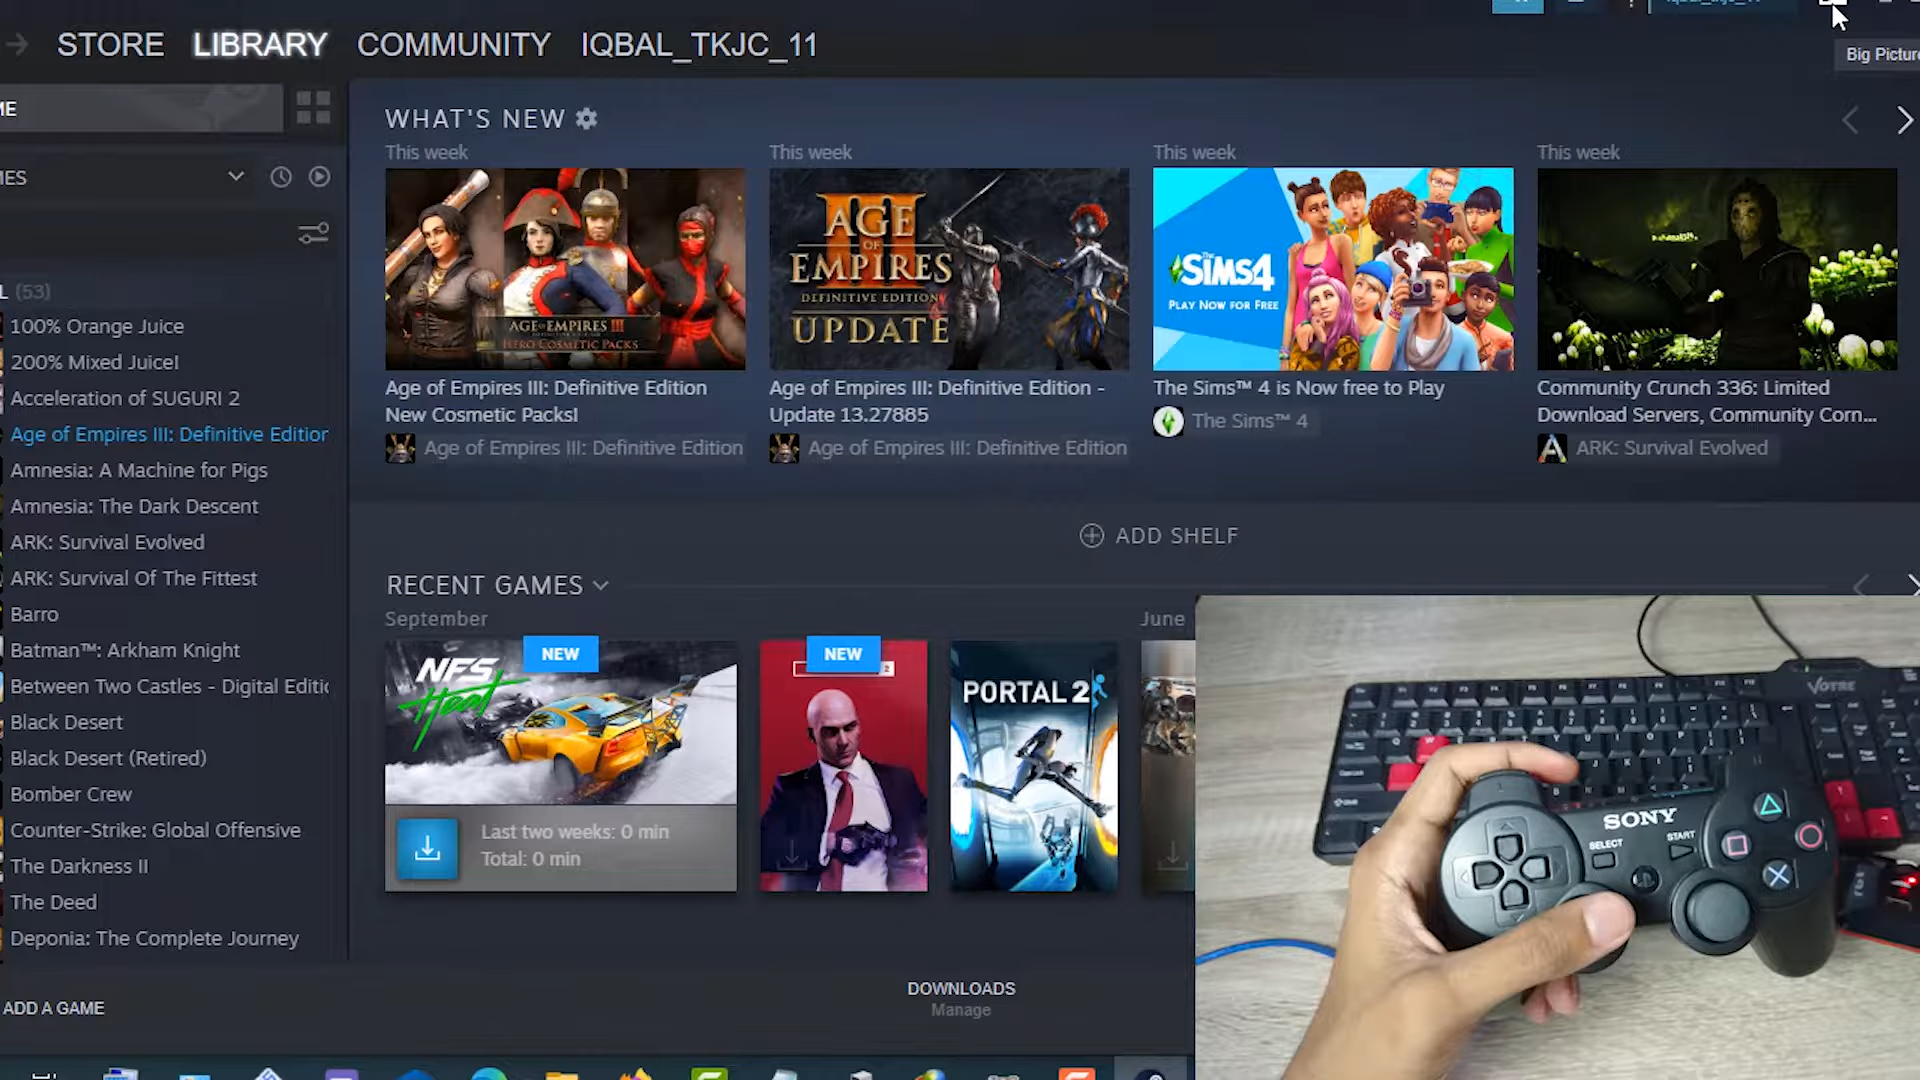 STORE LIBRARY COMMUNITY IQBAL_TKJC_11
Big Picture
ME
WHAT'S NEW
This week This week This week This week
MES
AGE OF EMPIRES III
HERO COSMETIC PACKS
AGE
OF
EMPIRES
III
DEFINITIVE EDITION
UPDATE
The SIMS4
PLAY NOW FOR FREE
Age of Empires III: Definitive Edition
New Cosmetic Packs!
Age of Empires III: Definitive Edition
Age of Empires III: Definitive Edition -
Update 13.27885
Age of Empires III: Definitive Edition
The Sims™ 4 is Now free to Play
The Sims™ 4
Community Crunch 336: Limited
Download Servers, Community Corn...
ARK: Survival Evolved
L (53)
100% Orange Juice
200% Mixed Juice!
Acceleration of SUGURI 2
Age of Empires III: Definitive Edition
Amnesia: A Machine for Pigs
Amnesia: The Dark Descent
ARK: Survival Evolved
ARK: Survival Of The Fittest
Barro
Batman™: Arkham Knight
Between Two Castles - Digital Editic
Black Desert
Black Desert (Retired)
Bomber Crew
Counter-Strike: Global Offensive
The Darkness II
The Deed
Deponia: The Complete Journey
ADD A GAME
ADD SHELF
RECENT GAMES
September June
NEW
NFS
Heat
Last two weeks: 0 min
Total: 0 min
NEW
2
PORTAL 2
DOWNLOADS
Manage
VOTRE
SONY
SELECT START